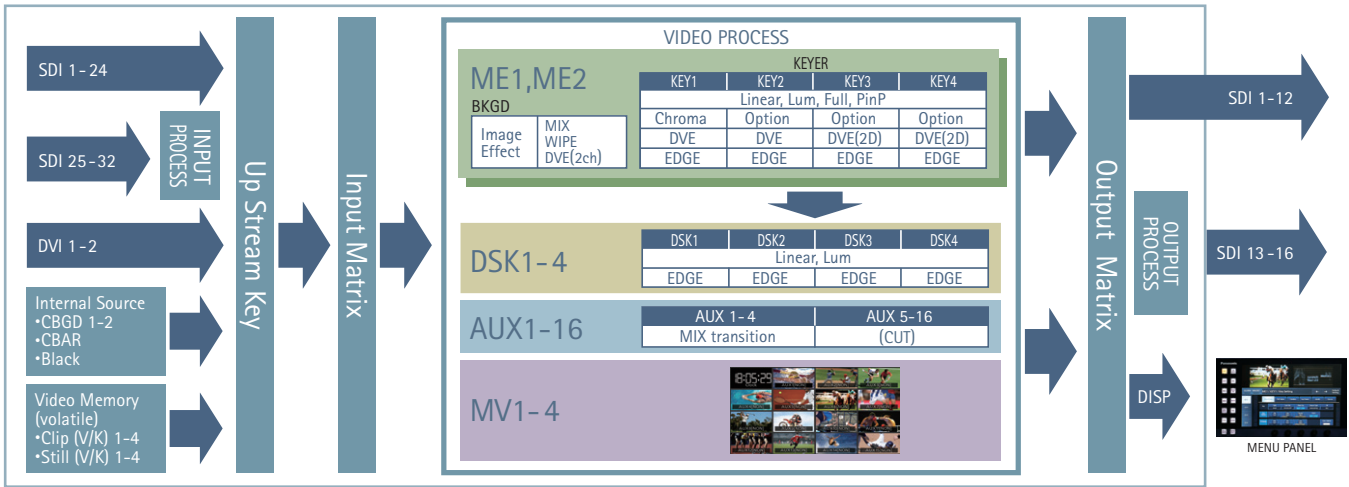 SDI 1-24
SDI 25-32
INPUT
PROCESS
DVI 1-2
Internal Source
•CBGD 1-2
•CBAR
•Black
Video Memory
(volatile)
•Clip (V/K) 1-4
•Still (V/K) 1-4
Up Stream Key
Input Matrix
VIDEO PROCESS
ME1,ME2
BKGD
Image
Effect
MIX
WIPE
DVE(2ch)
KEYER
KEY1 KEY2 KEY3 KEY4
Linear, Lum, Full, PinP
Chroma Option Option Option
DVE DVE DVE(2D) DVE(2D)
EDGE EDGE EDGE EDGE
DSK1-4
DSK1 DSK2 DSK3 DSK4
Linear, Lum
EDGE EDGE EDGE EDGE
AUX1-16
AUX 1-4 AUX 5-16
MIX transition (CUT)
MV1-4
18:05:29
Output Matrix
SDI 1-12
OUTPUT
PROCESS
SDI 13-16
DISP
MENU PANEL